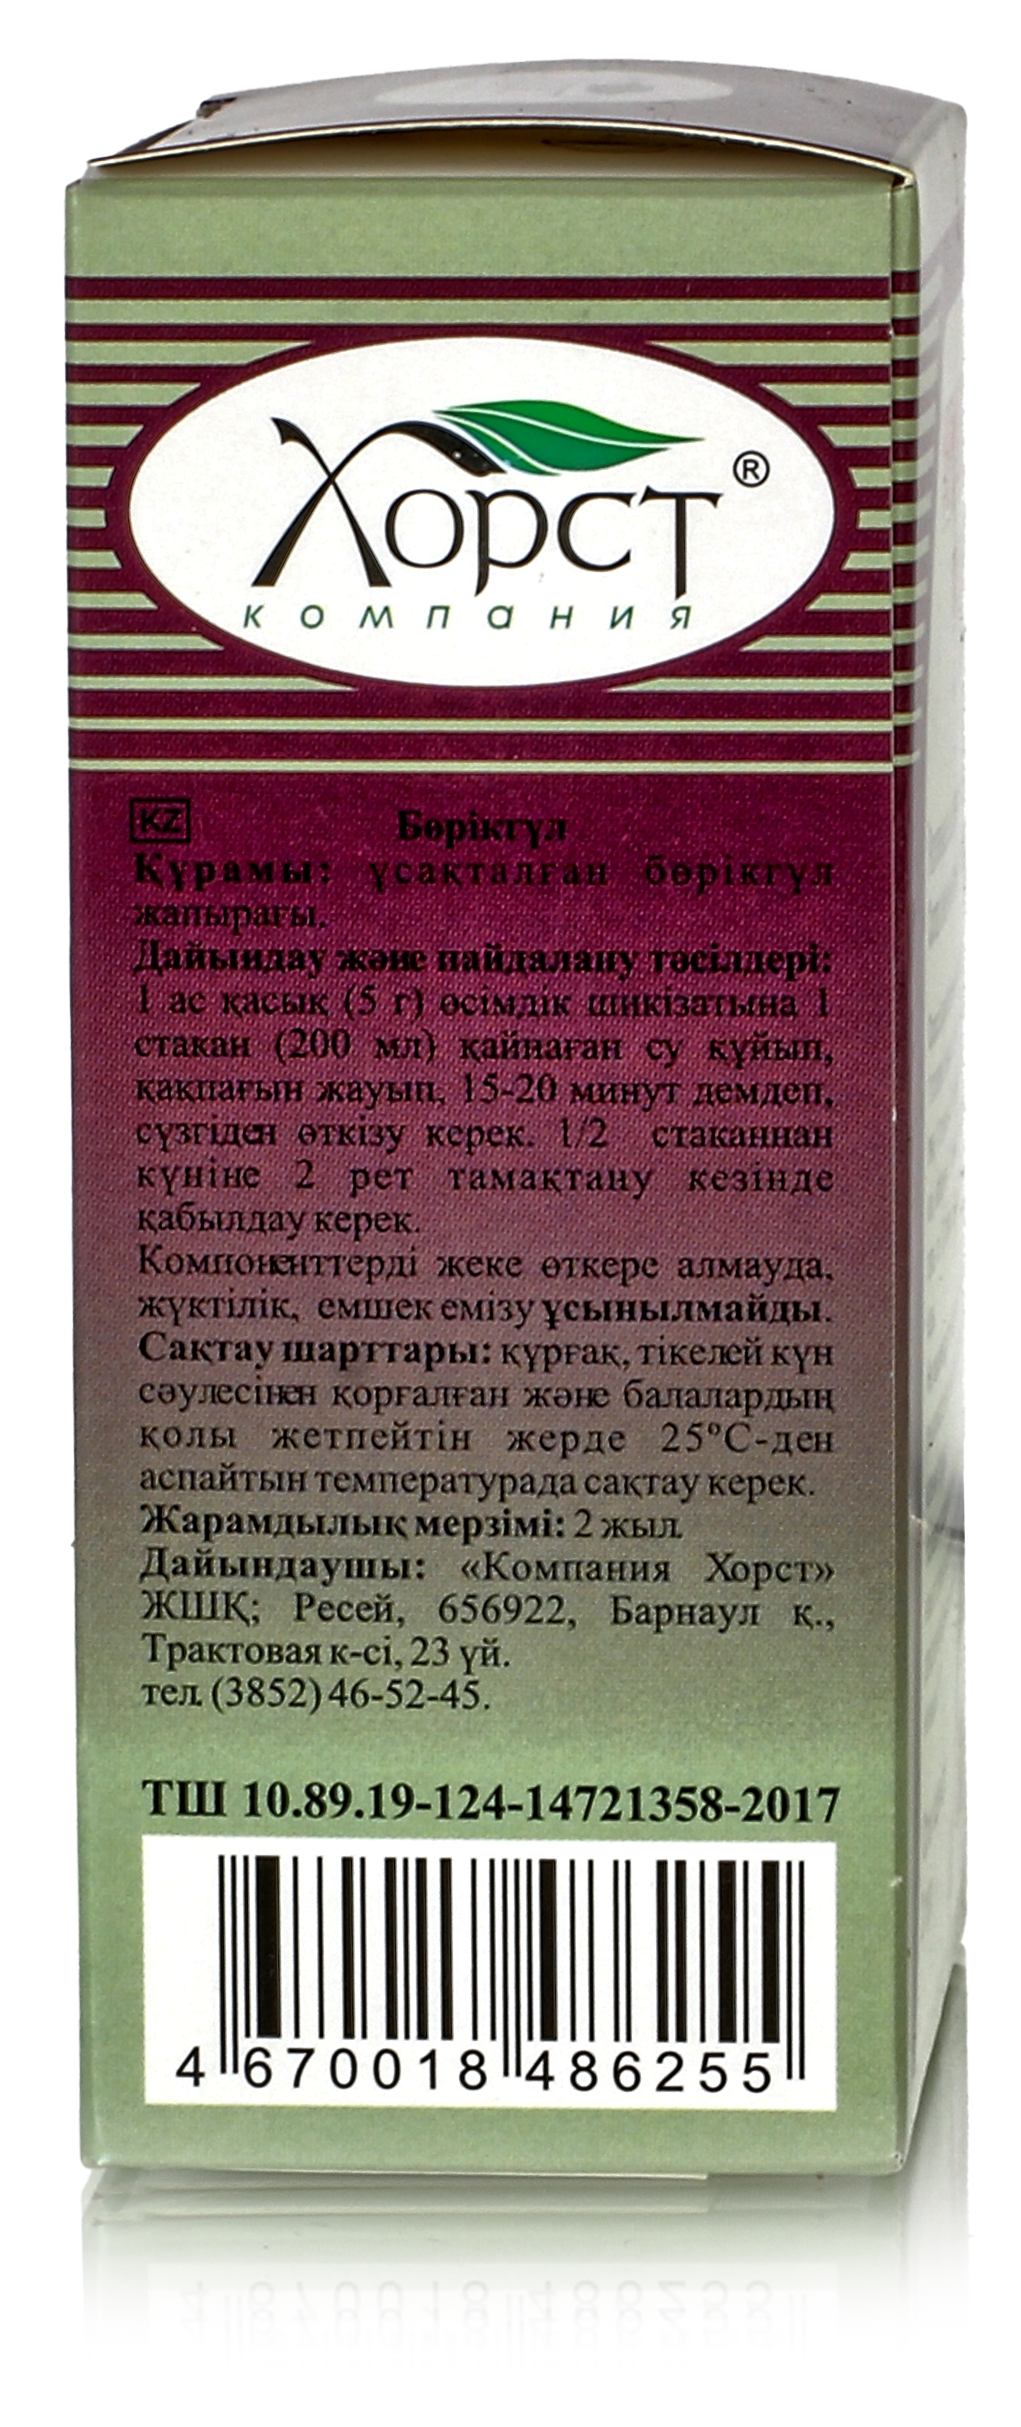 Хорст®
компания
KZ Бөрікгүл
Құрамы: ұсақталған бөрікгүл
жапырағы.
Дайындау және пайдалану тәсілдері:
1 ас қасық (5 г) өсімдік шикізатына 1
стакан (200 мл) қайнаған су құйып,
қақпағын жауып, 15-20 минут демдеп,
сүзгіден өткізу керек. 1/2 стаканнан
күніне 2 рет тамақтану кезінде
қабылдау керек.
Компоненттерді жеке өткере алмауда,
жүктілік, емшек емізу ұсынылмайды.
Сақтау шарттары: құрғақ, тікелей күн
сәулесінен қорғалған және балалардың
қолы жетпейтін жерде 25°С-ден
аспайтын температурада сақтау керек.
Жарамдылық мерзімі: 2 жыл.
Дайындаушы: «Компания Хорст»
ЖШҚ; Ресей, 656922, Барнаул қ.,
Трактовая к-сі, 23 үй.
тел. (3852) 46-52-45.
ТШ 10.89.19-124-14721358-2017
4 670018 486255